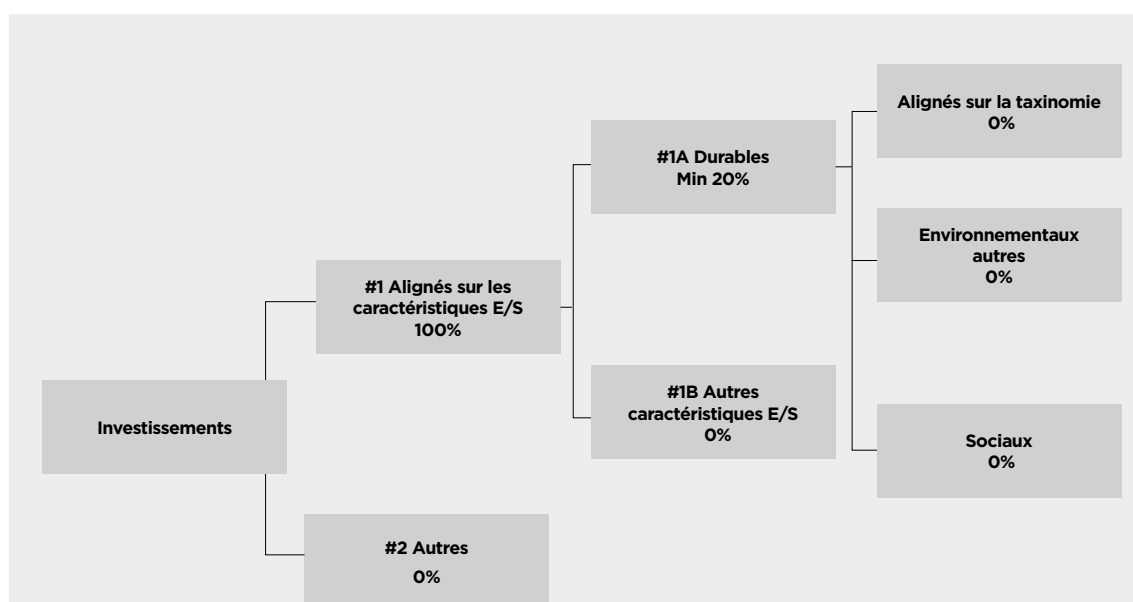 Investissements
#1 Alignés sur les
caractéristiques E/S
100%
#2 Autres
0%
#1A Durables
Min 20%
#1B Autres
caractéristiques E/S
0%
Alignés sur la taxinomie
0%
Environnementaux
autres
0%
Sociaux
0%